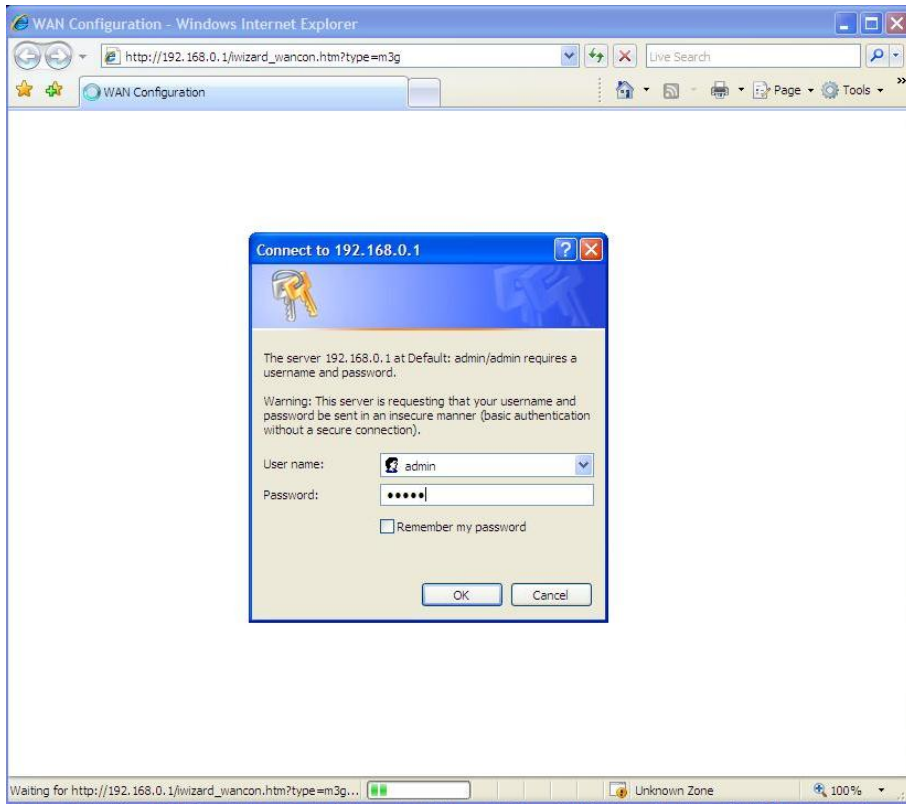 WAN Configuration - Windows Internet Explorer
http://192.168.0.1/iwizard_wancon.htm?type=m3g
Live Search
WAN Configuration
Page
Tools
»
Connect to 192.168.0.1
The server 192.168.0.1 at Default: admin/admin requires a
username and password.
Warning: This server is requesting that your username and
password be sent in an insecure manner (basic authentication
without a secure connection).
User name:
admin
Password:
•••••
Remember my password
OK
Cancel
Waiting for http://192.168.0.1/iwizard_wancon.htm?type=m3g...
Unknown Zone
100%